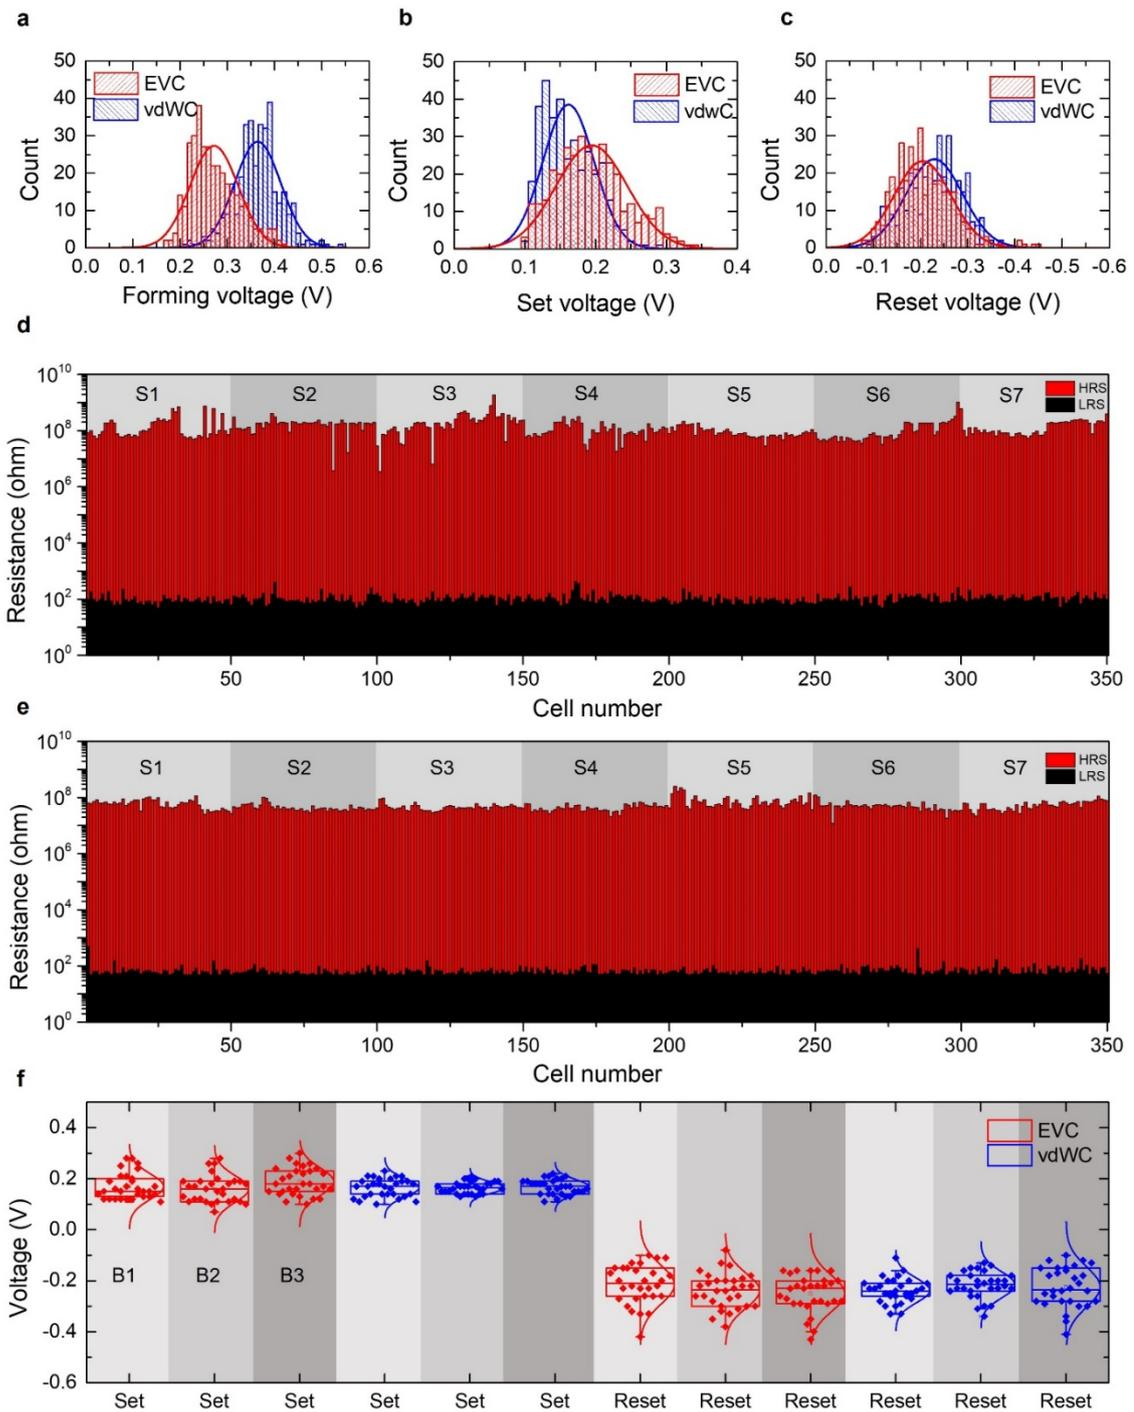 a
b
c
50
40
30
20
10
0
Count
EVC
vdWC
0.0 0.1 0.2 0.3 0.4 0.5 0.6
Forming voltage (V)
50
40
30
20
10
0
Count
EVC
vdwC
0.0 0.2 0.4
Set voltage (V)
50
40
30
20
10
0
Count
EVC
vdWC
0.0 -0.1 -0.2 -0.3 -0.4 -0.5 -0.6
Reset voltage (V)
d
10^10
10^8
10^6
10^4
10^2
10^0
Resistance (ohm)
S1 S2 S3 S4 S5 S6 S7
HRS
LRS
50 100 150 200 250 300 350
Cell number
e
10^10
10^8
10^6
10^4
10^2
10^0
Resistance (ohm)
S1 S2 S3 S4 S5 S6 S7
HRS
LRS
50 100 150 200 250 300 350
Cell number
f
0.4
0.2
0.0
-0.2
-0.4
-0.6
Voltage (V)
EVC
vdWC
B1 B2 B3
Set Set Set Set Set Set Reset Reset Reset Reset Reset Reset